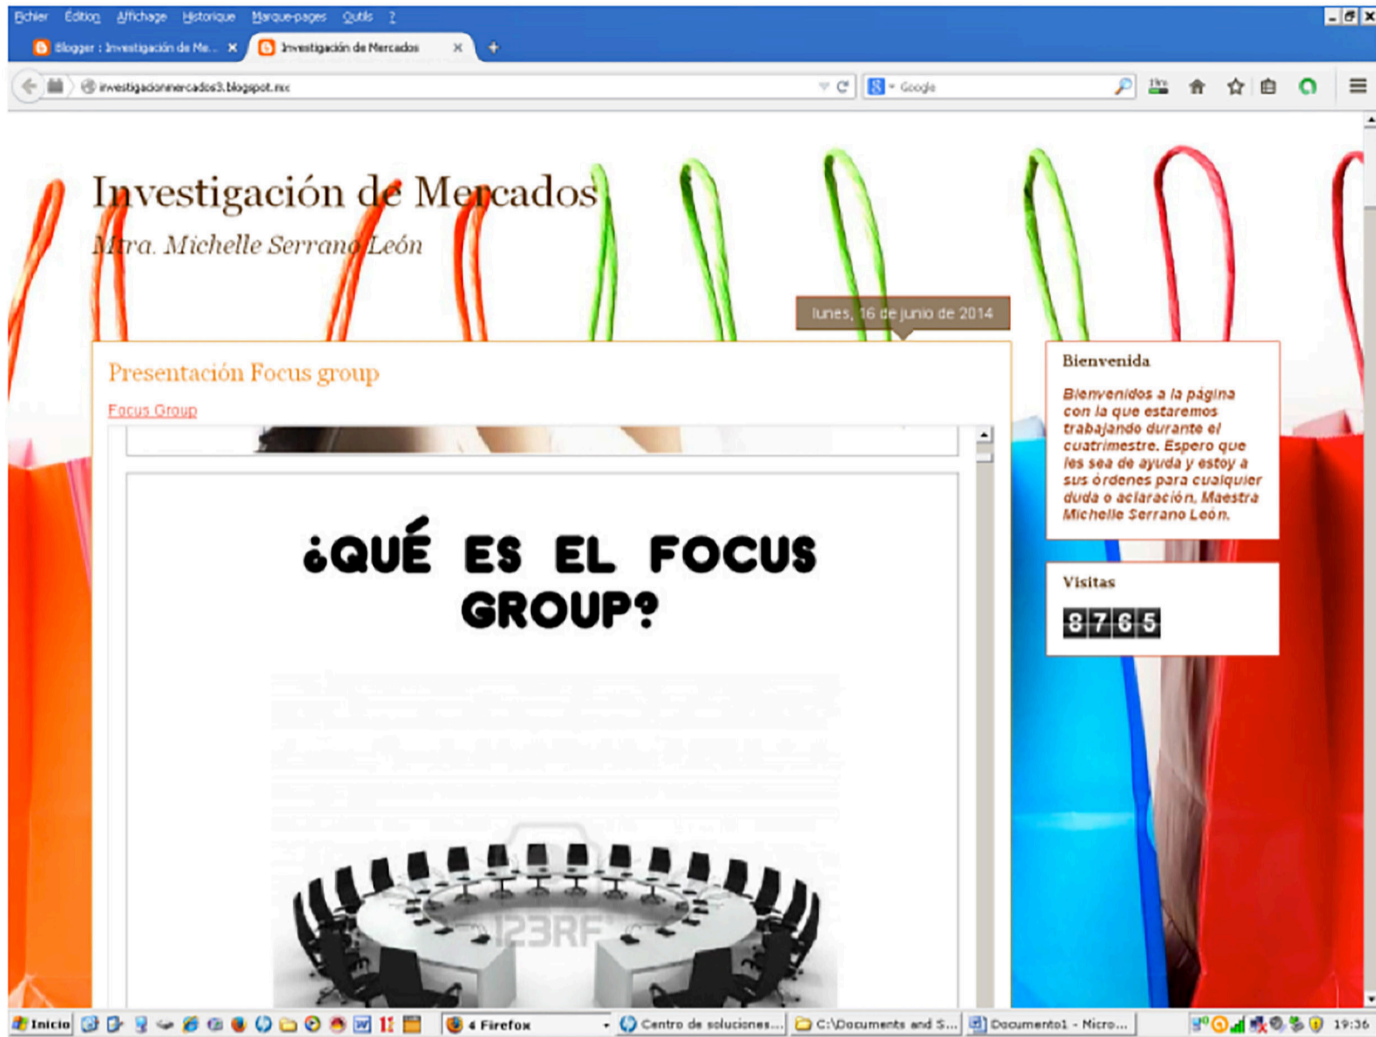 Fichier Édition Affichage Historique Marque-pages Outils ?
Blogger : Investigación de Me... Investigación de Mercados
investigacionmercados3.blogspot.mx Google
Investigación de Mercados
Mtra. Michelle Serrano León
lunes, 16 de junio de 2014
Presentación Focus group
Focus Group
¿QUÉ ES EL FOCUS
GROUP?
123RF
Bienvenida
Bienvenidos a la página
con la que estaremos
trabajando durante el
cuatrimestre. Espero que
les sea de ayuda y estoy a
sus órdenes para cualquier
duda o aclaración, Maestra
Michelle Serrano León.
Visitas
8765
Inicio 4 Firefox Centro de soluciones... C:\Documents and S... Documento1 - Micro... 19:36